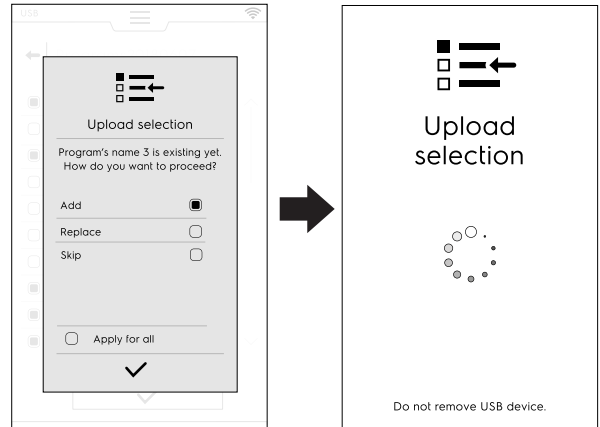 USB
Upload selection
Program's name 3 is existing yet.
How do you want to proceed?
Add
Replace
Skip
Apply for all
Upload
selection
Do not remove USB device.